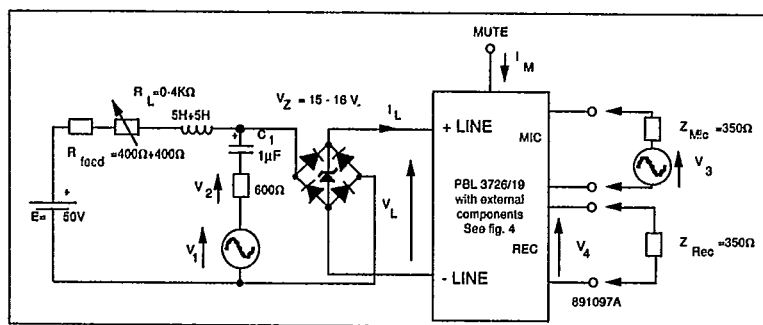 MUTE
I M
R L =0-4KΩ
5H+5H
V Z = 15 - 16 V.
I L
R feed =400Ω+400Ω
+
C 1
1µF
+ LINE
MIC
Z Mic =350Ω
V 3
V 2
600Ω
PBL 3726/19
with external
components
See fig. 4
+
E= 50V
V L
V 1
REC
V 4
Z Rec =350Ω
- LINE
891097A